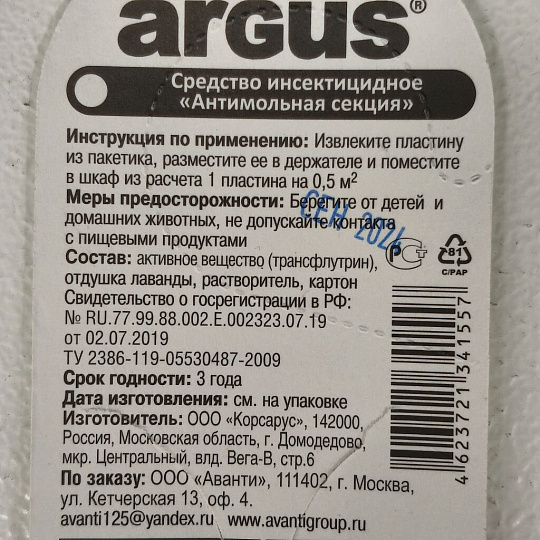 argus®
Средство инсектицидное
«Антимольная секция»
Инструкция по применению: Извлеките пластину
из пакетика, разместите ее в держателе и поместите
в шкаф из расчета 1 пластина на 0,5 м²
Меры предосторожности: Берегите от детей и
домашних животных, не допускайте контакта
с пищевыми продуктами
СЕН 2024
Состав: активное вещество (трансфлутрин),
отдушка лаванды, растворитель, картон
Свидетельство о госрегистрации в РФ:
№ RU.77.99.88.002.Е.002323.07.19
от 02.07.2019
ТУ 2386-119-05530487-2009
Срок годности: 3 года
Дата изготовления: см. на упаковке
Изготовитель: ООО «Корсарус», 142000,
Россия, Московская область, г. Домодедово,
мкр. Центральный, влд. Вега-В, стр.6
По заказу: ООО «Аванти», 111402, г. Москва,
ул. Кетчерская 13, оф. 4.
avanti125@yandex.ru www.avantigroup.ru
РСТ
81
C/PAP
4 623721 341557